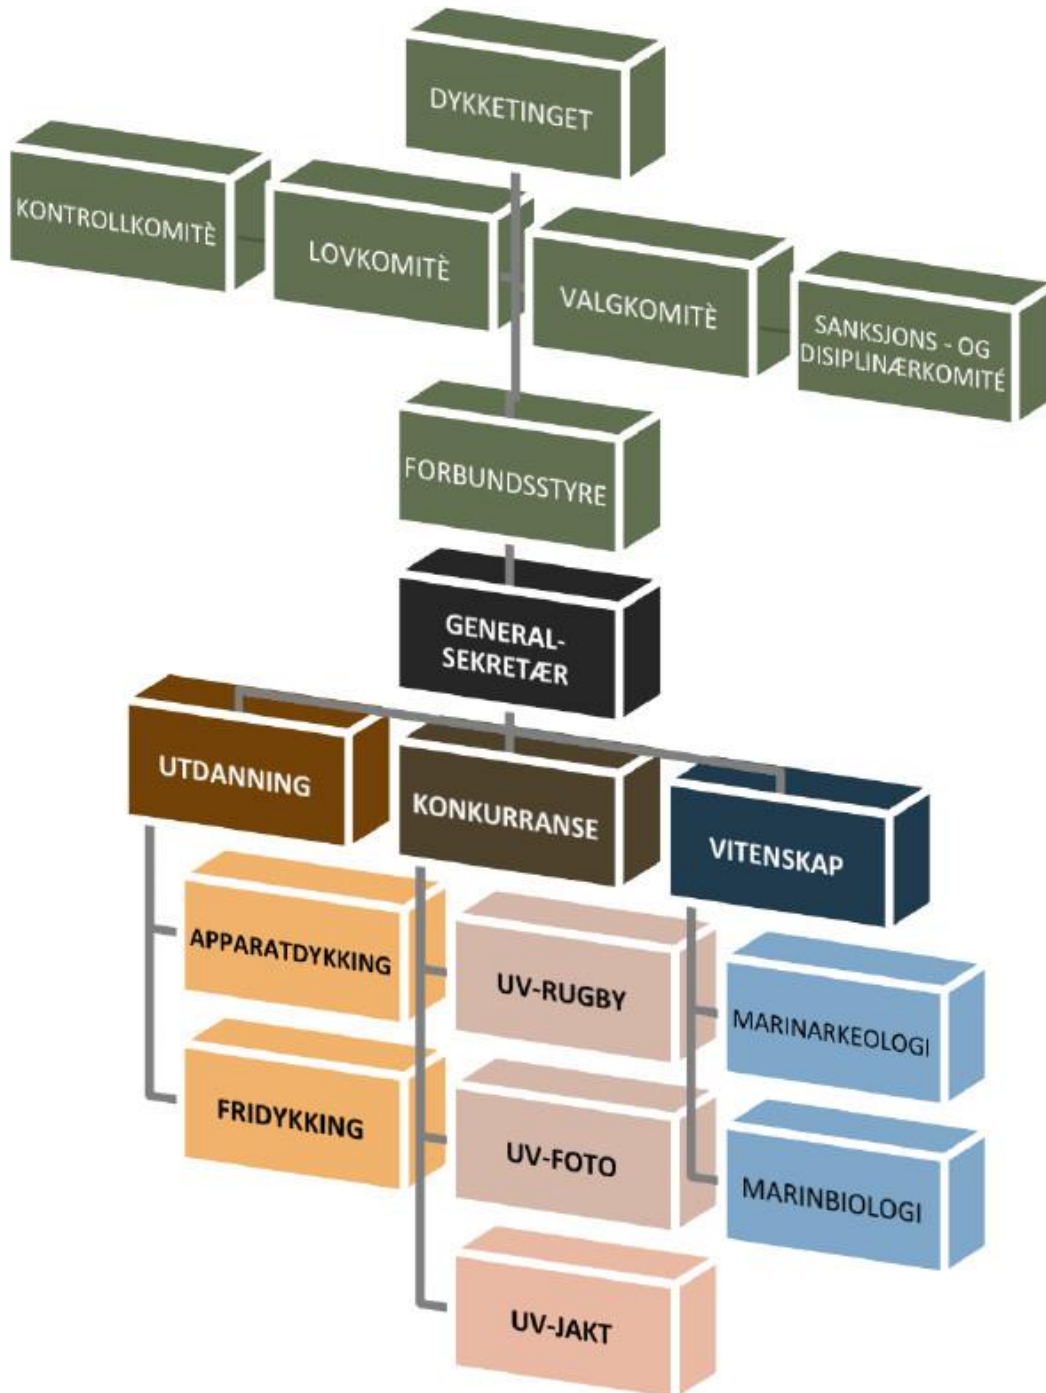 DYKKETINGET
KONTROLLKOMITÈ
LOVKOMITÈ
VALGKOMITÈ
SANKSJONS - OG
DISIPLINÆRKOMITÉ
FORBUNDSSTYRE
GENERAL-
SEKRETÆR
UTDANNING
KONKURRANSE
VITENSKAP
APPARATDYKKING
UV-RUGBY
MARINARKEOLOGI
FRIDYKKING
UV-FOTO
MARINBIOLOGI
UV-JAKT